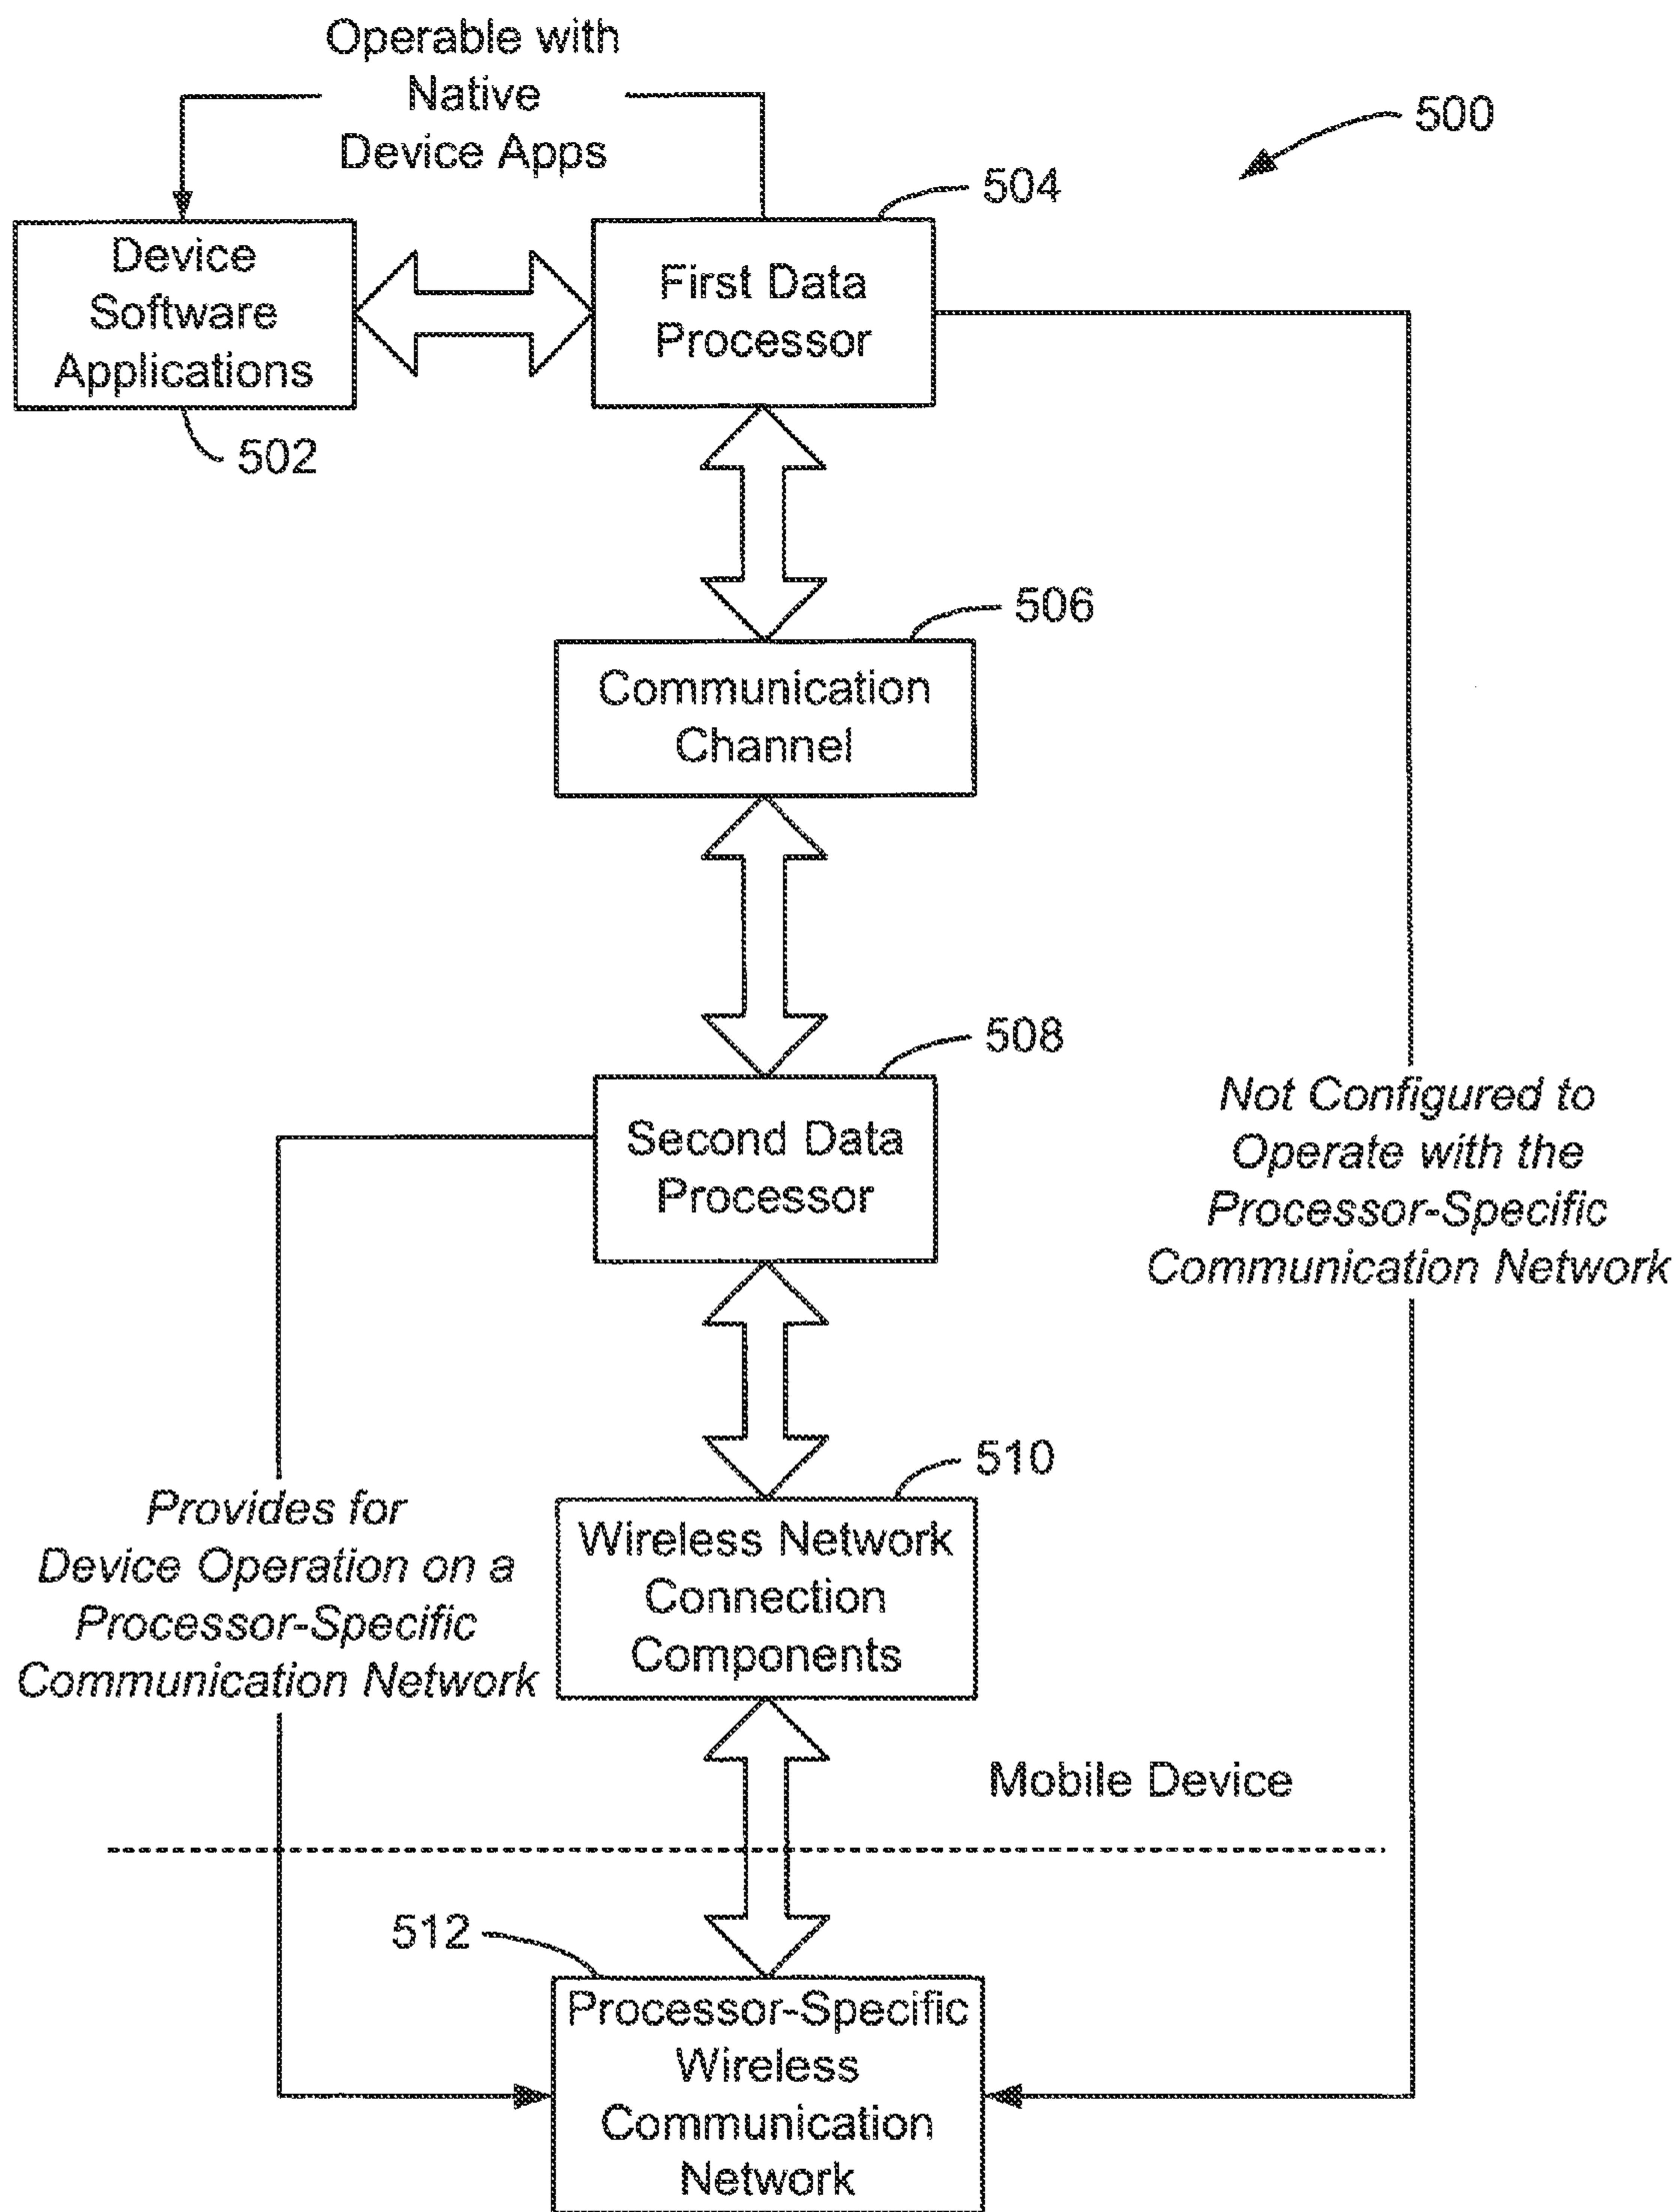 Operable with
Native
Device Apps
500
504
Device
Software
Applications
First Data
Processor
502
506
Communication
Channel
508
Second Data
Processor
Not Configured to
Operate with the
Processor-Specific
Communication Network
510
Provides for
Device Operation on a
Processor-Specific
Communication Network
Wireless Network
Connection
Components
Mobile Device
512
Processor-Specific
Wireless
Communication
Network